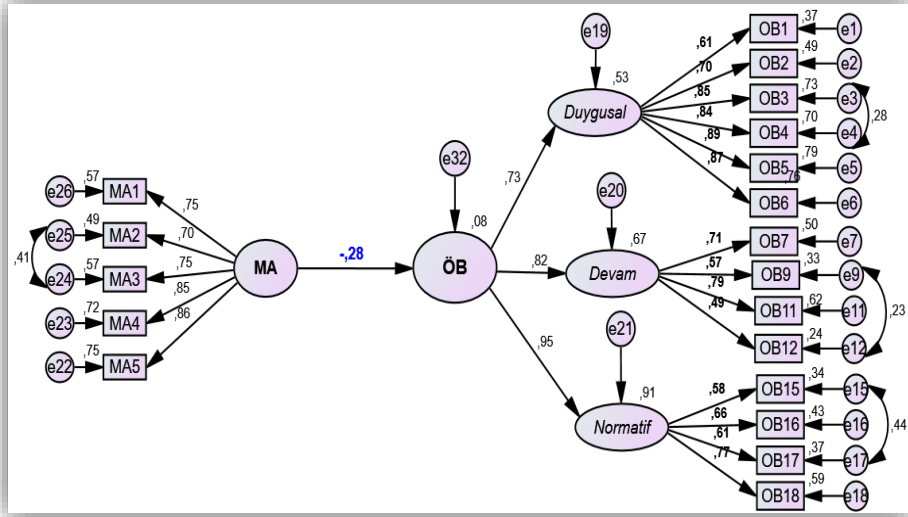 e19
,53
Duygusal
,61
,70
,85
,84
,89
,87
OB1
,37
e1
OB2
,49
e2
OB3
,73
e3
OB4
,70
e4
,28
OB5
,79
e5
OB6
,76
e6
e32
,08
ÖB
,73
,82
,95
e26
,57
MA1
e25
,49
MA2
,41
e24
,57
MA3
e23
,72
MA4
e22
,75
MA5
,75
,70
,75
,85
,86
MA
-,28
e20
,67
Devam
,71
,57
,79
,49
OB7
,50
e7
OB9
,33
e9
OB11
,62
e11
,23
OB12
,24
e12
e21
,91
Normatif
,58
,66
,61
,77
OB15
,34
e15
OB16
,43
e16
,44
OB17
,37
e17
OB18
,59
e18